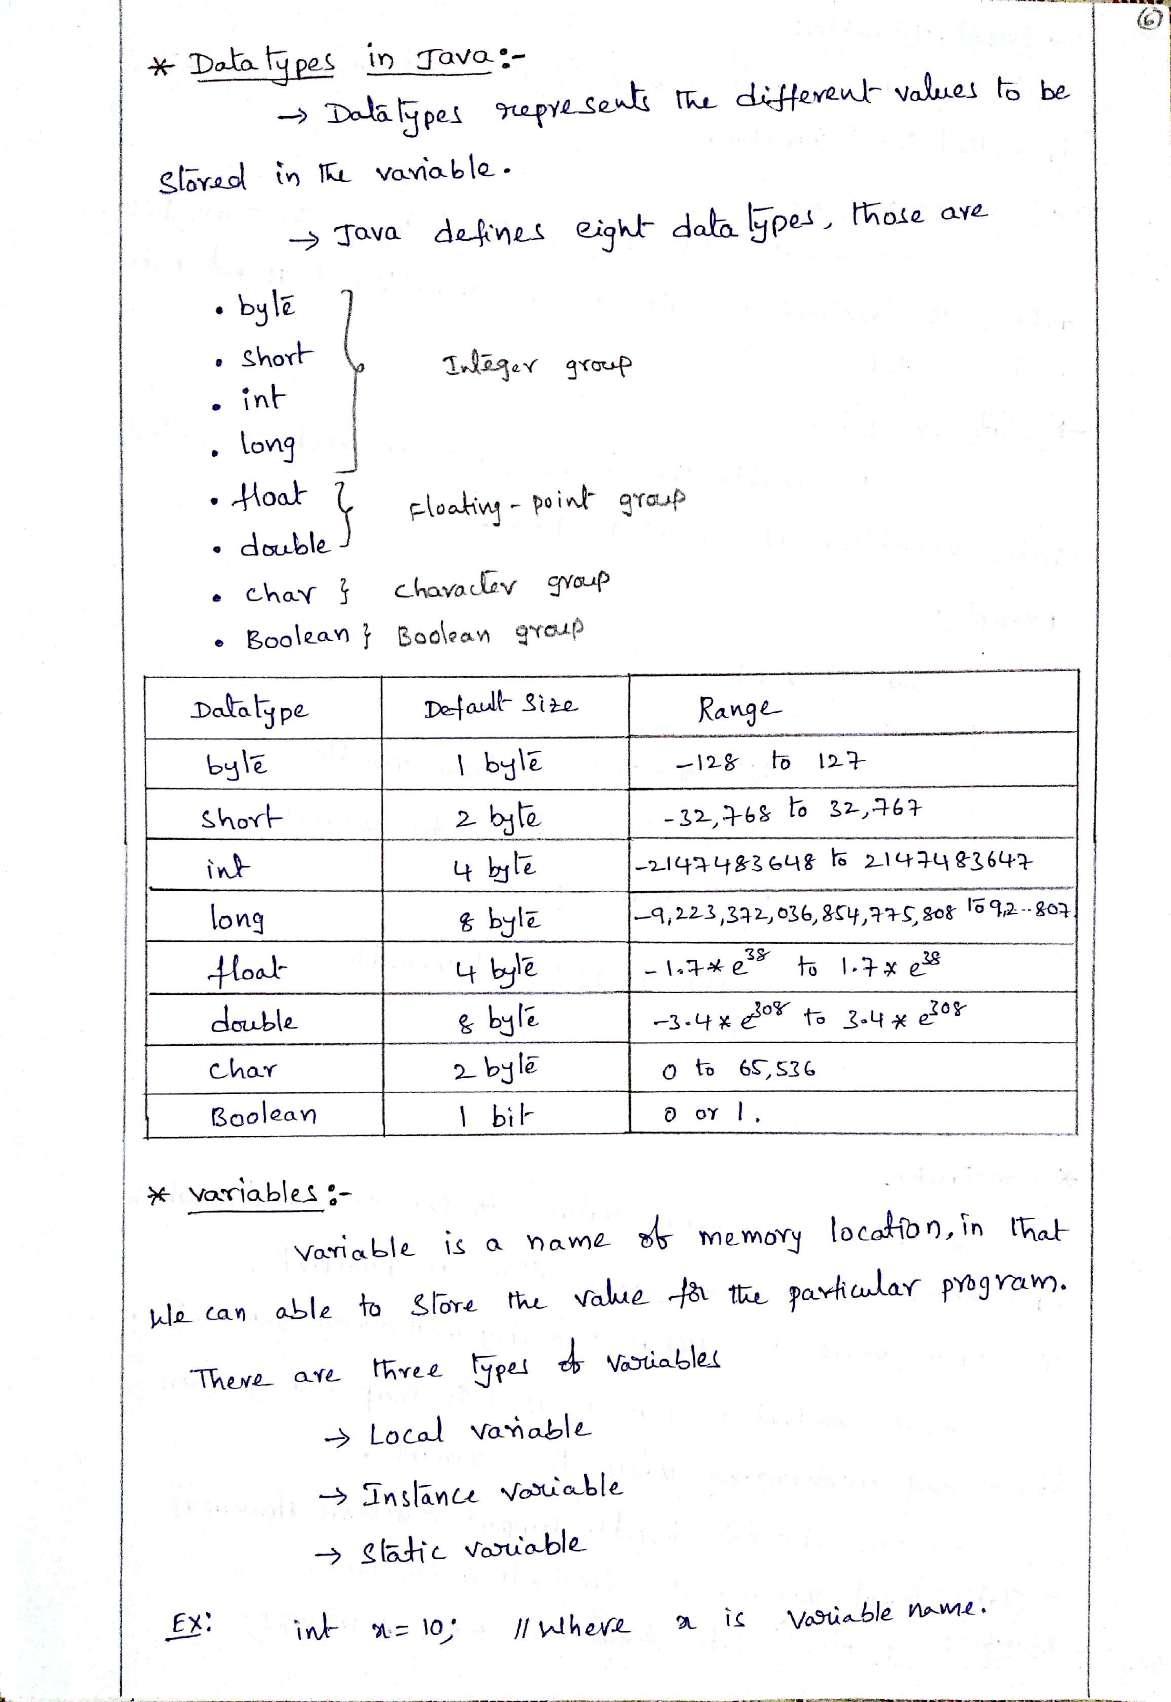 6
* Data types in Java:-
→ Data types represents the different values to be
stored in the variable.
→ Java defines eight data types, those are
• byte
• short
Integer group
• int
• long
• float
Floating-point group
• double
• char } character group
• Boolean } Boolean group
Datatype Default Size Range
byte 1 byte -128 to 127
short 2 byte -32,768 to 32,767
int 4 byte -2147483648 to 2147483647
long 8 byte -9,223,372,036,854,775,808 to 9,2..807
float 4 byte -1.7*e³⁸ to 1.7*e³⁸
double 8 byte -3.4*e³⁰⁸ to 3.4*e³⁰⁸
char 2 byte 0 to 65,536
Boolean 1 bit 0 or 1.
* Variables:-
Variable is a name of memory location, in that
We can able to store the value for the particular program.
There are three types of variables
→ Local variable
→ Instance variable
→ Static variable
EX: int x=10; // Where x is Variable name.